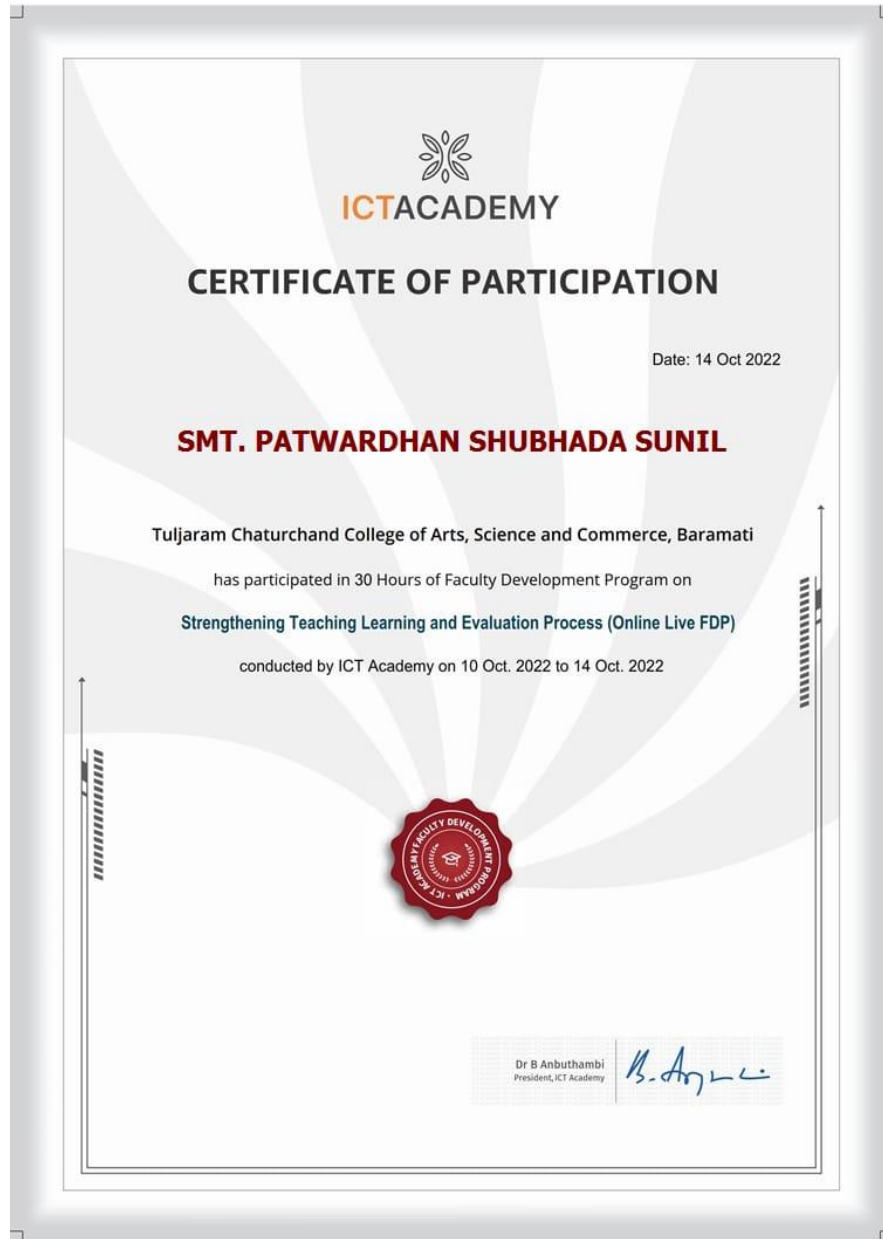 ICTACADEMY
CERTIFICATE OF PARTICIPATION
Date: 14 Oct 2022
SMT. PATWARDHAN SHUBHADA SUNIL
Tuljaram Chaturchand College of Arts, Science and Commerce, Baramati
has participated in 30 Hours of Faculty Development Program on
Strengthening Teaching Learning and Evaluation Process (Online Live FDP)
conducted by ICT Academy on 10 Oct. 2022 to 14 Oct. 2022
ICT ACADEMY FACULTY DEVELOPMENT PROGRAM
Dr B Anbuthambi
President, ICT Academy